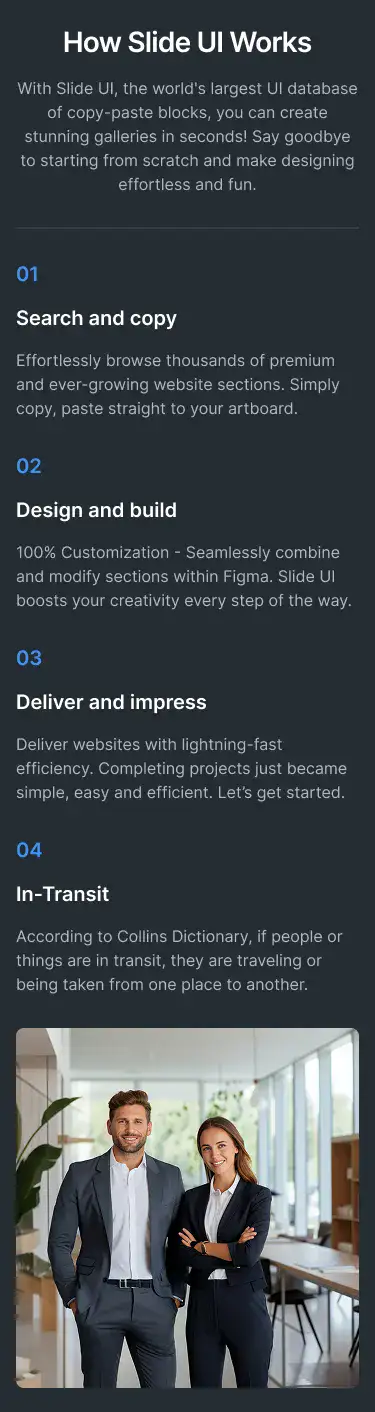 How Slide UI Works
With Slide UI, the world's largest UI database
of copy-paste blocks, you can create
stunning galleries in seconds! Say goodbye
to starting from scratch and make designing
effortless and fun.
01
Search and copy
Effortlessly browse thousands of premium
and ever-growing website sections. Simply
copy, paste straight to your artboard.
02
Design and build
100% Customization - Seamlessly combine
and modify sections within Figma. Slide UI
boosts your creativity every step of the way.
03
Deliver and impress
Deliver websites with lightning-fast
efficiency. Completing projects just became
simple, easy and efficient. Let’s get started.
04
In-Transit
According to Collins Dictionary, if people or
things are in transit, they are traveling or
being taken from one place to another.